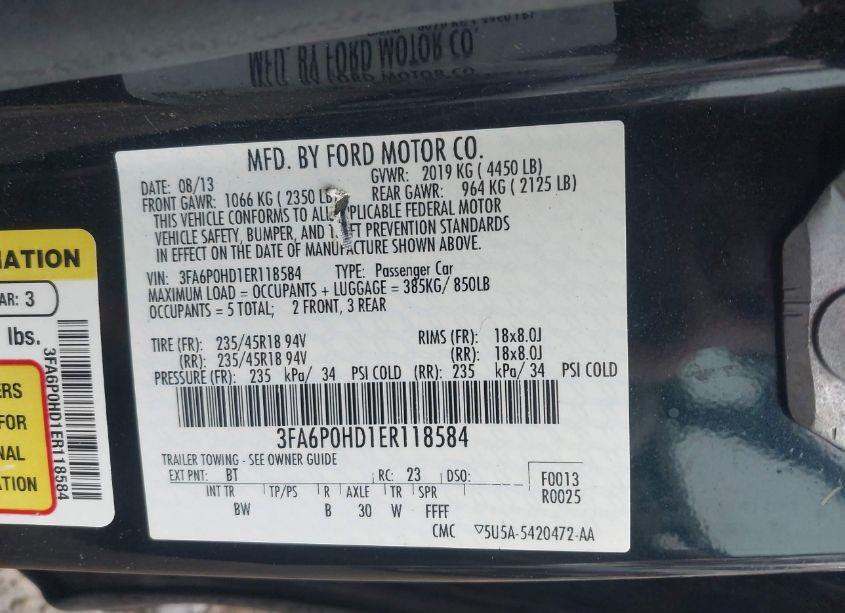 MFD. BY FORD MOTOR CO.
MFD. BY FORD MOTOR CO.
DATE: 08/13 GVWR: 2019 KG ( 4450 LB)
FRONT GAWR: 1066 KG ( 2350 LB REAR GAWR: 964 KG ( 2125 LB)
THIS VEHICLE CONFORMS TO ALL APPLICABLE FEDERAL MOTOR
VEHICLE SAFETY, BUMPER, AND THEFT PREVENTION STANDARDS
IN EFFECT ON THE DATE OF MANUFACTURE SHOWN ABOVE.
VIN: 3FA6P0HD1ER118584 TYPE: Passenger Car
MAXIMUM LOAD = OCCUPANTS + LUGGAGE = 385KG/ 850LB
OCCUPANTS = 5 TOTAL; 2 FRONT, 3 REAR
TIRE (FR): 235/45R18 94V RIMS (FR): 18x8.0J
(RR): 235/45R18 94V (RR): 18x8.0J
PRESSURE (FR): 235 kPa/ 34 PSI COLD (RR): 235 kPa/ 34 PSI COLD
3FA6P0HD1ER118584
TRAILER TOWING - SEE OWNER GUIDE
EXT PNT: BT RC: 23 DSO: F0013
INT TR TP/PS R AXLE TR SPR R0025
BW B 30 W FFFF
CMC ▽5U5A-5420472-AA
MATION
AR: 3
lbs.
ERS
FOR
NAL
ATION
3FA6P0HD1ER118584